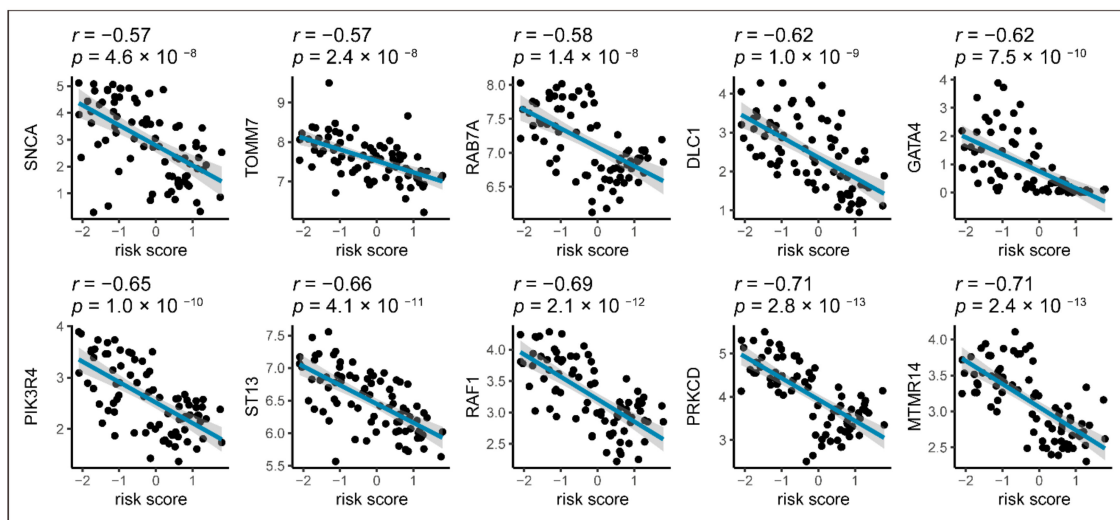 r = −0.57
p = 4.6 × 10 −8
SNCA
5
4
3
2
1
−2 −1 0 1
risk score
r = −0.57
p = 2.4 × 10 −8
TOMM7
9
8
7
−2 −1 0 1
risk score
r = −0.58
p = 1.4 × 10 −8
RAB7A
8.0
7.5
7.0
6.5
−2 −1 0 1
risk score
r = −0.62
p = 1.0 × 10 −9
DLC1
4
3
2
1
−2 −1 0 1
risk score
r = −0.62
p = 7.5 × 10 −10
GATA4
4
3
2
1
0
−2 −1 0 1
risk score
r = −0.65
p = 1.0 × 10 −10
PIK3R4
4
3
2
−2 −1 0 1
risk score
r = −0.66
p = 4.1 × 10 −11
ST13
7.5
7.0
6.5
6.0
5.5
−2 −1 0 1
risk score
r = −0.69
p = 2.1 × 10 −12
RAF1
4.0
3.5
3.0
2.5
−2 −1 0 1
risk score
r = −0.71
p = 2.8 × 10 −13
PRKCD
5
4
3
−2 −1 0 1
risk score
r = −0.71
p = 2.4 × 10 −13
MTMR14
4.0
3.5
3.0
2.5
−2 −1 0 1
risk score